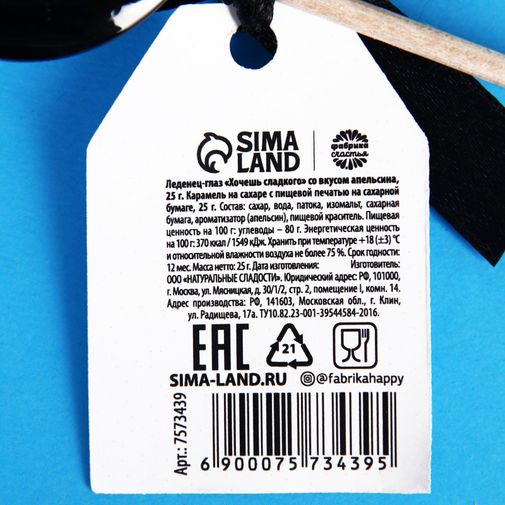 SIMA
LAND
фабрика
счастья
Леденец-глаз «Хочешь сладкого» со вкусом апельсина,
25 г. Карамель на сахаре с пищевой печатью на сахарной
бумаге, 25 г. Состав: сахар, вода, патока, изомальт, сахарная
бумага, ароматизатор (апельсин), пищевой краситель. Пищевая
ценность на 100 г: углеводы – 80 г. Энергетическая ценность
на 100 г: 370 ккал / 1549 кДж. Хранить при температуре +18 (±3) °С
и относительной влажности воздуха не более 75 %. Срок годности:
12 мес. Масса нетто: 25 г. Дата изготовления: Изготовитель:
ООО «НАТУРАЛЬНЫЕ СЛАДОСТИ». Юридический адрес: РФ, 101000,
г. Москва, ул. Мясницкая, д. 30/1/2, стр. 2, помещение I, комн. 14.
Адрес производства: РФ, 141603, Московская обл., г. Клин,
ул. Радищева, 17а. ТУ10.82.23-001-39544584-2016.
EAC
21
SIMA-LAND.RU
@fabrikahappy
Арт.: 7573439
6 900075 734395